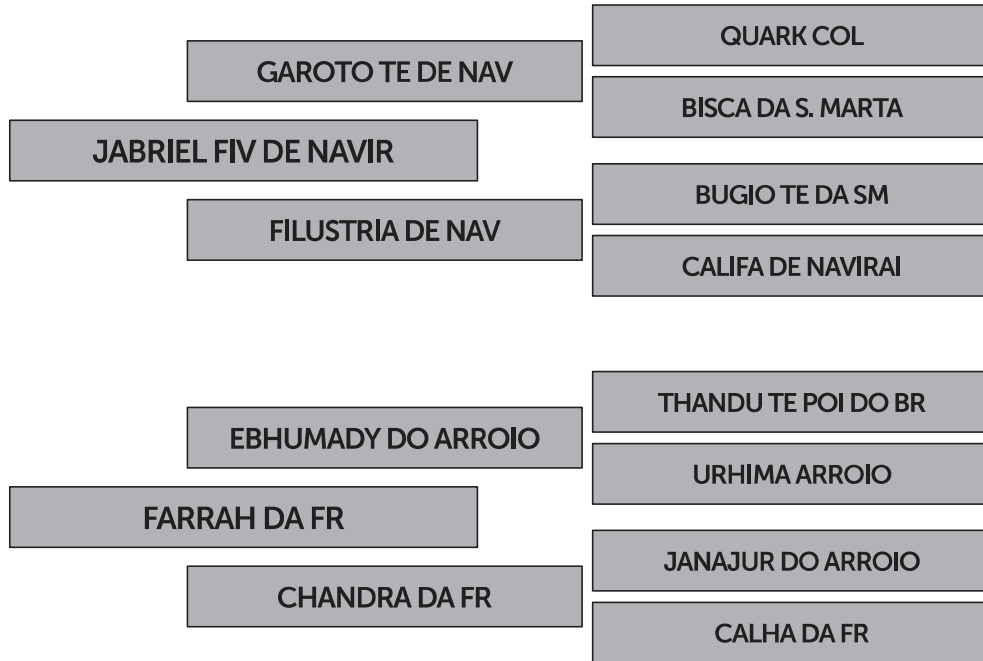 QUARK COL
GAROTO TE DE NAV
BISCA DA S. MARTA
JABRIEL FIV DE NAVIR
BUGIO TE DA SM
FILUSTRIA DE NAV
CALIFA DE NAVIRAI
THANDU TE POI DO BR
EBHUMADY DO ARROIO
URHIMA ARROIO
FARRAH DA FR
JANAJUR DO ARROIO
CHANDRA DA FR
CALHA DA FR